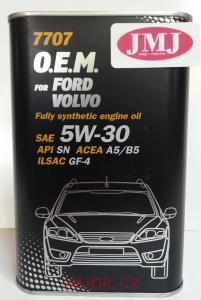 JMJ
7707
O.E.M.
for FORD
VOLVO
Fully synthetic engine oil
SAE 5W-30
API SN ACEA A5/B5
ILSAC GF-4